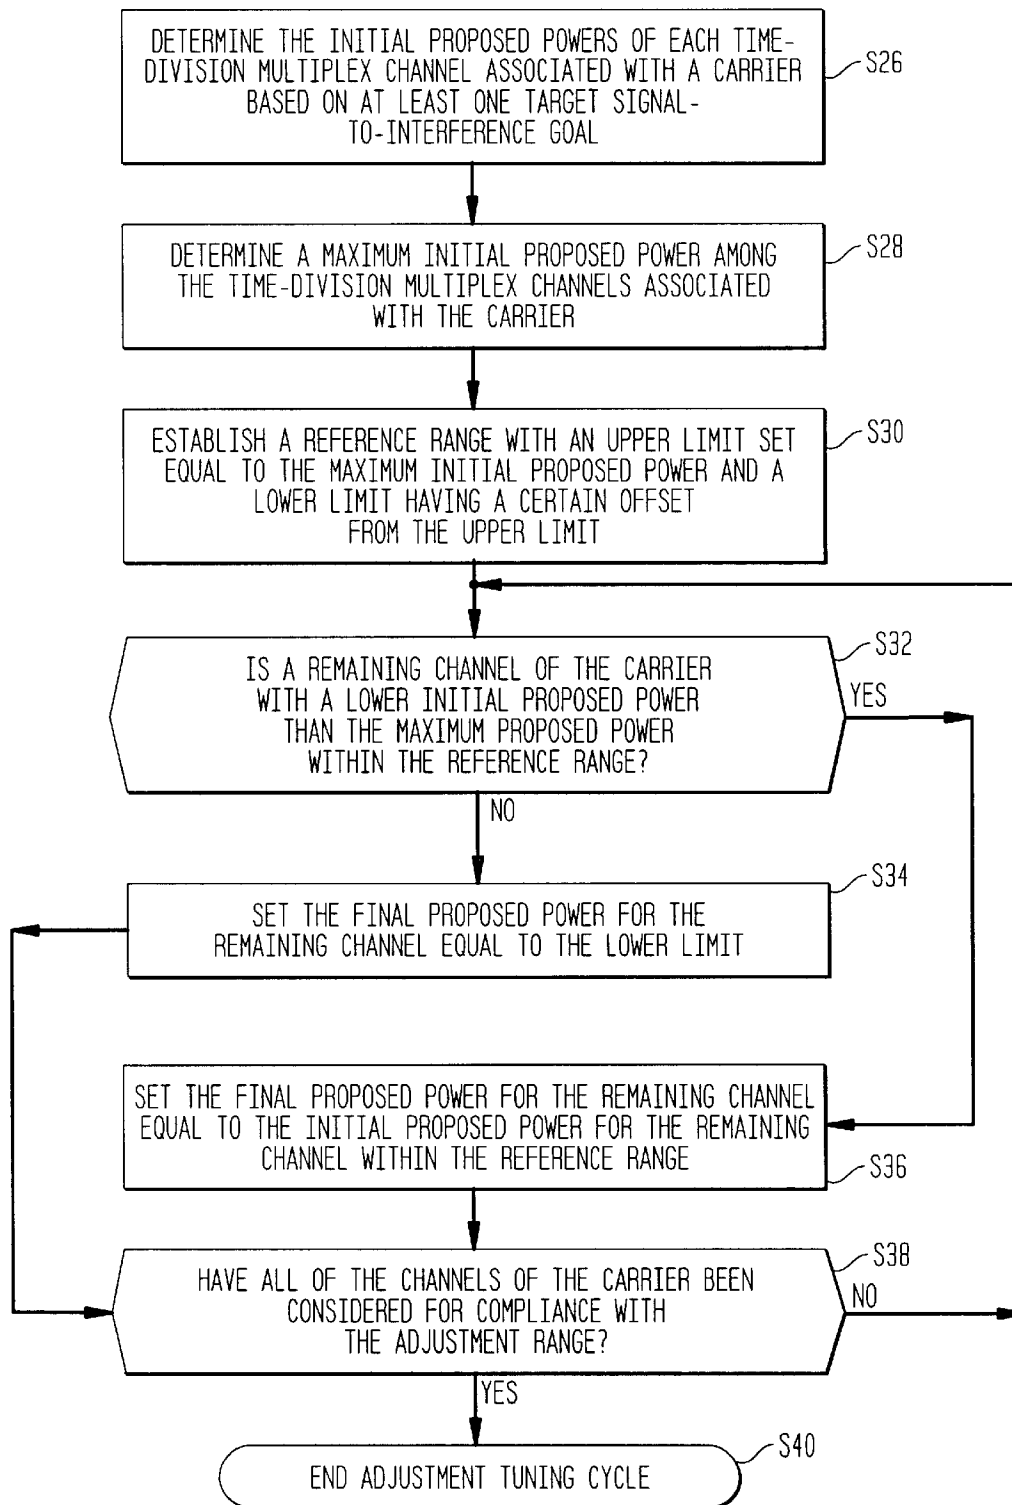 DETERMINE THE INITIAL PROPOSED POWERS OF EACH TIME-
DIVISION MULTIPLEX CHANNEL ASSOCIATED WITH A CARRIER
BASED ON AT LEAST ONE TARGET SIGNAL-
TO-INTERFERENCE GOAL
S26
DETERMINE A MAXIMUM INITIAL PROPOSED POWER AMONG
THE TIME-DIVISION MULTIPLEX CHANNELS ASSOCIATED
WITH THE CARRIER
S28
ESTABLISH A REFERENCE RANGE WITH AN UPPER LIMIT SET
EQUAL TO THE MAXIMUM INITIAL PROPOSED POWER AND A
LOWER LIMIT HAVING A CERTAIN OFFSET
FROM THE UPPER LIMIT
S30
IS A REMAINING CHANNEL OF THE CARRIER
WITH A LOWER INITIAL PROPOSED POWER
THAN THE MAXIMUM PROPOSED POWER
WITHIN THE REFERENCE RANGE?
S32
YES
NO
SET THE FINAL PROPOSED POWER FOR THE
REMAINING CHANNEL EQUAL TO THE LOWER LIMIT
S34
SET THE FINAL PROPOSED POWER FOR THE REMAINING CHANNEL
EQUAL TO THE INITIAL PROPOSED POWER FOR THE REMAINING
CHANNEL WITHIN THE REFERENCE RANGE
S36
HAVE ALL OF THE CHANNELS OF THE CARRIER BEEN
CONSIDERED FOR COMPLIANCE WITH
THE ADJUSTMENT RANGE?
S38
NO
YES
END ADJUSTMENT TUNING CYCLE
S40